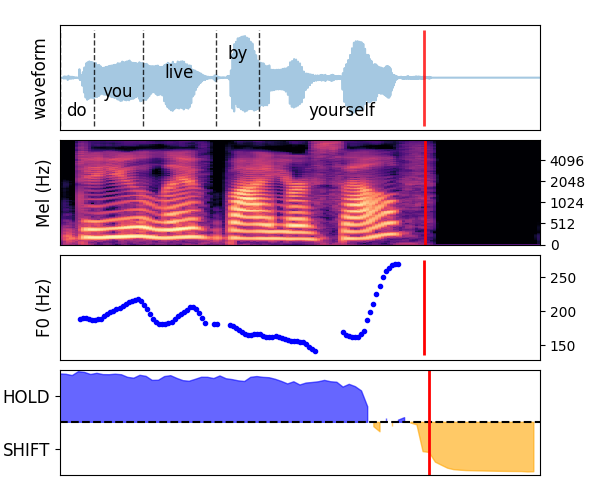 waveform
do
you
live
by
yourself
Mel (Hz)
4096
2048
1024
512
0
F0 (Hz)
250
200
150
HOLD
SHIFT